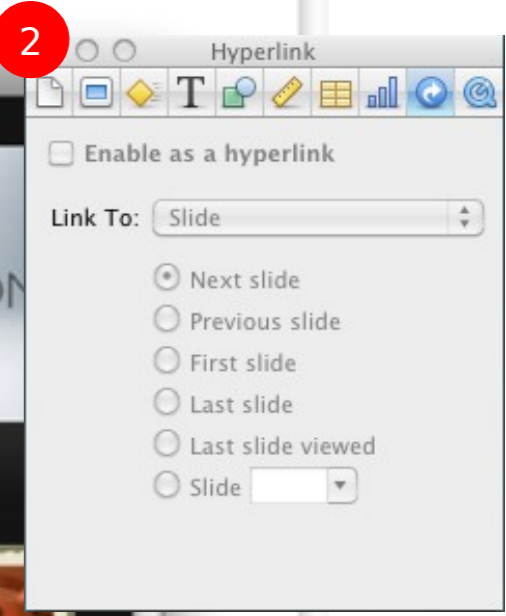 2
Hyperlink
T
Enable as a hyperlink
Link To: Slide
Next slide
Previous slide
First slide
Last slide
Last slide viewed
Slide